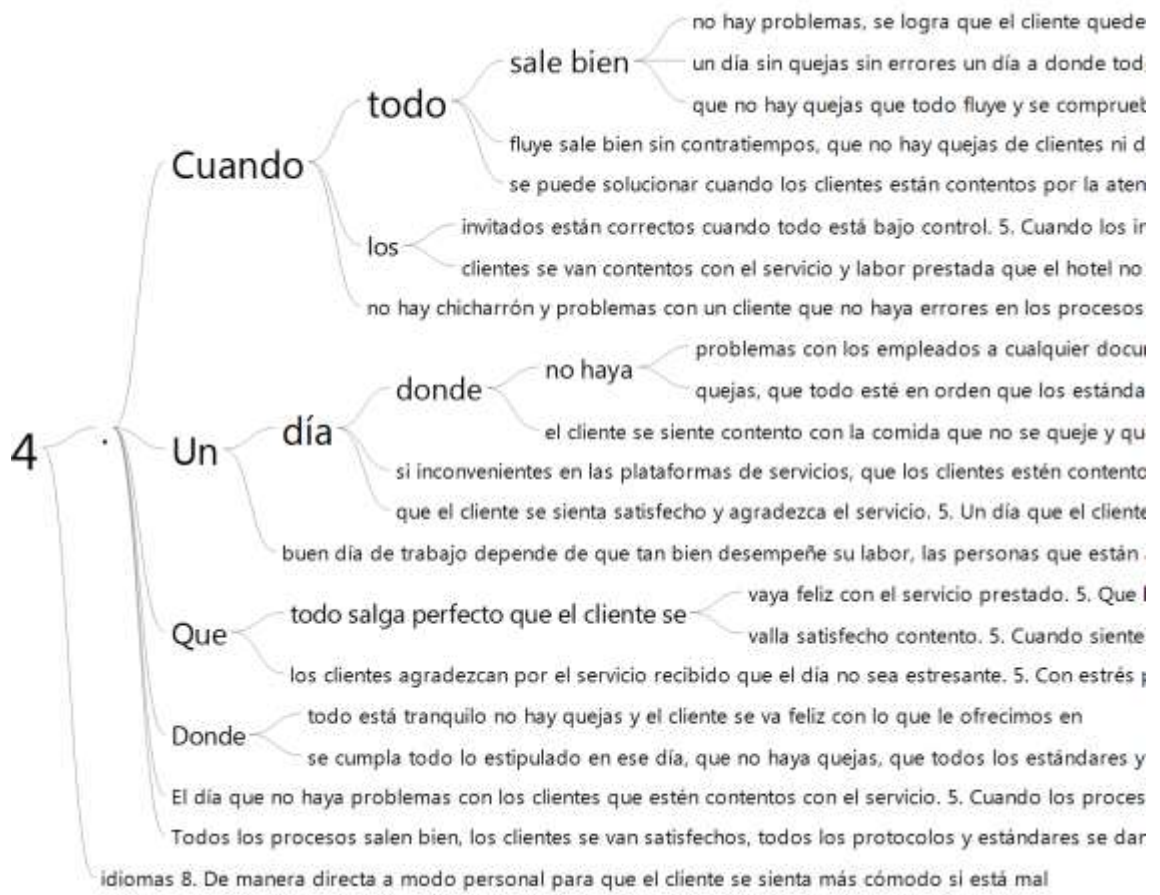 no hay problemas, se logra que el cliente quede
sale bien
un día sin quejas sin errores un día a donde
todo
que no hay quejas que todo fluye y se
fluye sale bien sin contratiempos, que no hay quejas de clientes ni
Cuando
se puede solucionar cuando los clientes están contentos por la
invitados están correctos cuando todo está bajo control. 5. Cuando los
los
clientes se van contentos con el servicio y labor prestada que el hotel no
no hay chicharrón y problemas con un cliente que no haya errores en los procesos
problemas con los empleados a cualquier
no haya
donde
quejas, que todo esté en orden que los
día
el cliente se siente contento con la comida que no se queje y
4
.
Un
si inconvenientes en las plataformas de servicios, que los clientes estén
que el cliente se sienta satisfecho y agradezca el servicio. 5. Un día que el cliente
buen día de trabajo depende de que tan bien desempeñe su labor, las personas que están
vaya feliz con el servicio prestado. 5. Que
todo salga perfecto que el cliente se
Que
valla satisfecho contento. 5. Cuando siente
los clientes agradezcan por el servicio recibido que el día no sea estresante. 5. Con estrés
todo está tranquilo no hay quejas y el cliente se va feliz con lo que le ofrecimos en
Donde
se cumpla todo lo estipulado en ese día, que no haya quejas, que todos los estándares y
El día que no haya problemas con los clientes que estén contentos con el servicio. 5. Cuando los
Todos los procesos salen bien, los clientes se van satisfechos, todos los protocolos y estándares se
idiomas 8. De manera directa a modo personal para que el cliente se sienta más cómodo si está mal